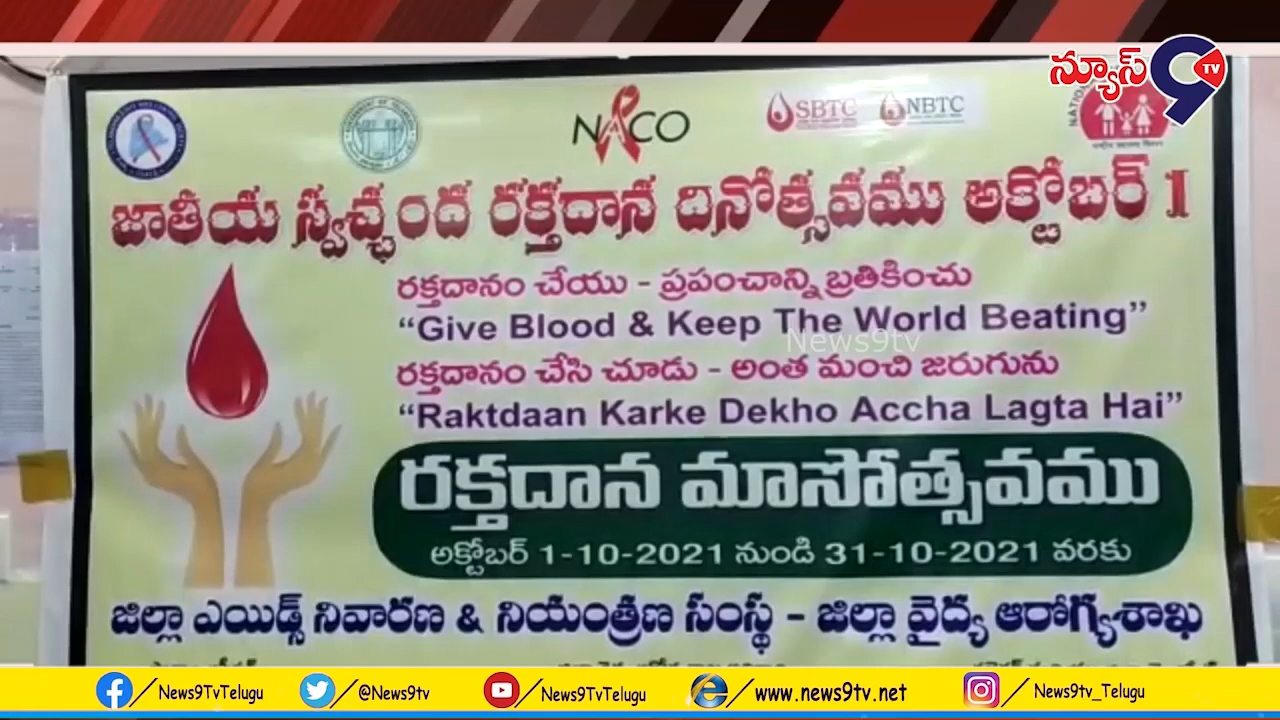 న్యూస్ 9 TV
NACO
SBTC
NBTC
జాతీయ స్వచ్ఛంద రక్తదాన దినోత్సవము అక్టోబర్ 1
రక్తదానం చేయు - ప్రపంచాన్ని బ్రతికించు
“Give Blood & Keep The World Beating”
News9tv
రక్తదానం చేసి చూడు - అంత మంచి జరుగును
“Raktdaan Karke Dekho Accha Lagta Hai”
రక్తదాన మాసోత్సవము
అక్టోబర్ 1-10-2021 నుండి 31-10-2021 వరకు
జిల్లా ఎయిడ్స్ నివారణ & నియంత్రణ సంస్థ - జిల్లా వైద్య ఆరోగ్యశాఖ
/News9TvTelugu
/@News9tv
/News9TvTelugu
/www.news9tv.net
/News9tv_Telugu